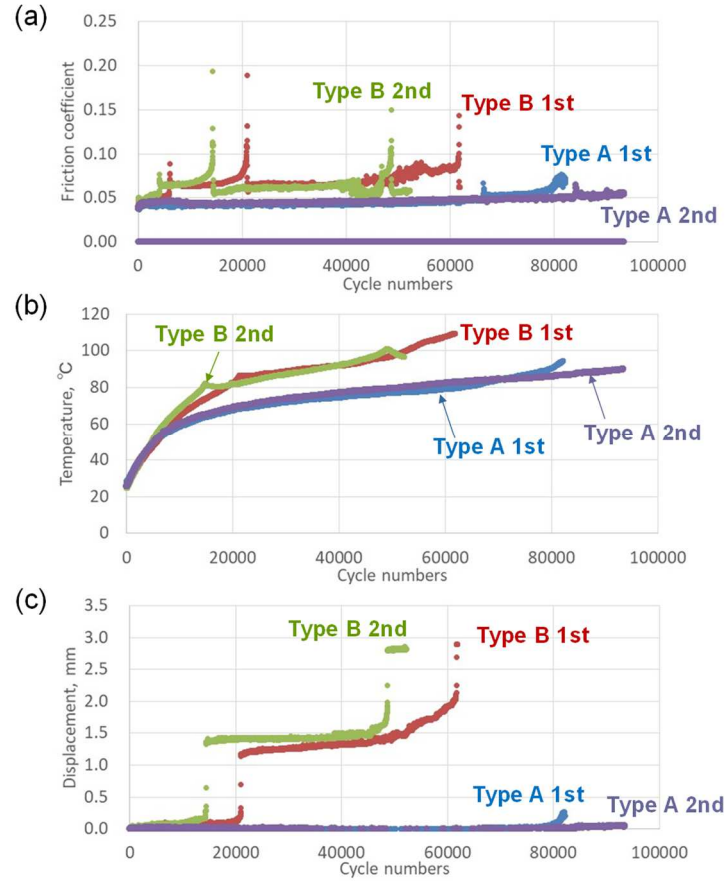 (a)
0.25
0.20
0.15
0.10
0.05
0.00
Friction coefficient
Type B 2nd
Type B 1st
Type A 1st
Type A 2nd
0 20000 40000 60000 80000 100000
Cycle numbers
(b)
120
100
80
60
40
20
0
Temperature, ℃
Type B 2nd
Type B 1st
Type A 1st
Type A 2nd
0 20000 40000 60000 80000 100000
Cycle numbers
(c)
3.5
3.0
2.5
2.0
1.5
1.0
0.5
0.0
Displacement, mm
Type B 2nd
Type B 1st
Type A 1st
Type A 2nd
0 20000 40000 60000 80000 100000
Cycle numbers